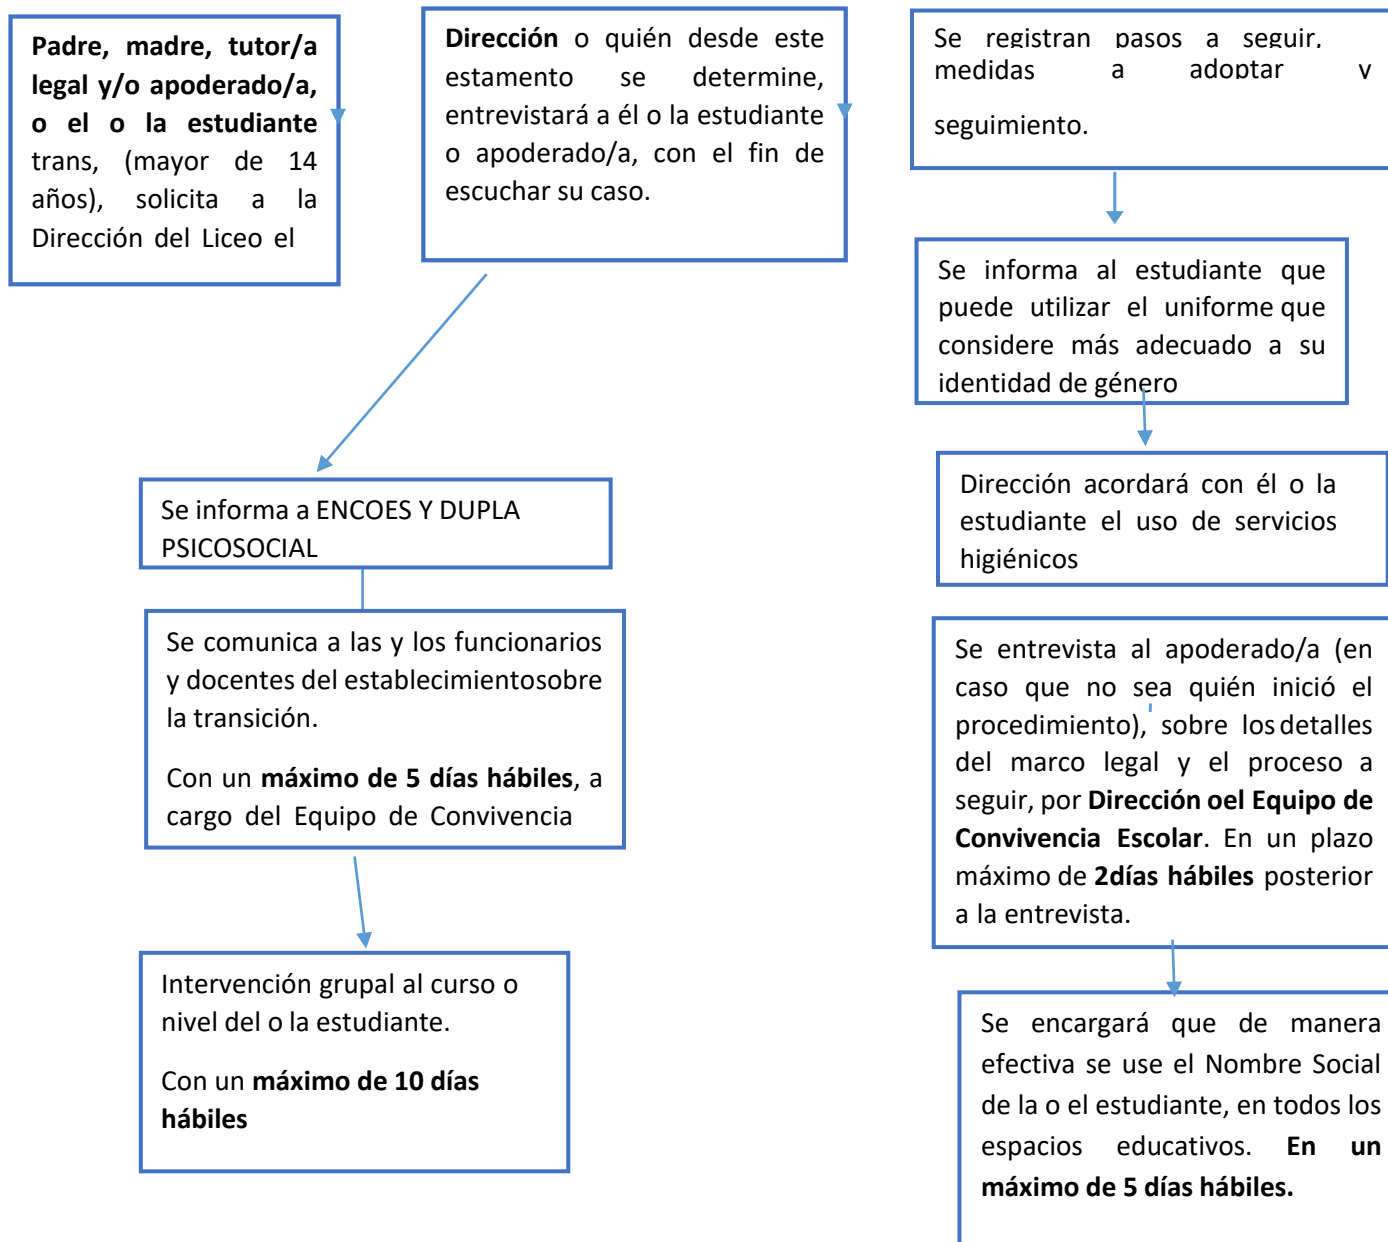 Padre, madre, tutor/a
legal y/o apoderado/a,
o el o la estudiante
trans, (mayor de 14
años), solicita a la
Dirección del Liceo el
Dirección o quién desde este
estamento se determine,
entrevistará a él o la estudiante
o apoderado/a, con el fin de
escuchar su caso.
Se registran pasos a seguir,
medidas a adoptar y
seguimiento.
Se informa al estudiante que
puede utilizar el uniforme que
considere más adecuado a su
identidad de género
Dirección acordará con él o la
estudiante el uso de servicios
higiénicos
Se entrevista al apoderado/a (en
caso que no sea quién inició el
procedimiento), sobre los detalles
del marco legal y el proceso a
seguir, por Dirección oel Equipo de
Convivencia Escolar. En un plazo
máximo de 2días hábiles posterior
a la entrevista.
Se encargará que de manera
efectiva se use el Nombre Social
de la o el estudiante, en todos los
espacios educativos. En un
máximo de 5 días hábiles.
Se informa a ENCOES Y DUPLA
PSICOSOCIAL
Se comunica a las y los funcionarios
y docentes del establecimientosobre
la transición.
Con un máximo de 5 días hábiles, a
cargo del Equipo de Convivencia
Intervención grupal al curso o
nivel del o la estudiante.
Con un máximo de 10 días
hábiles